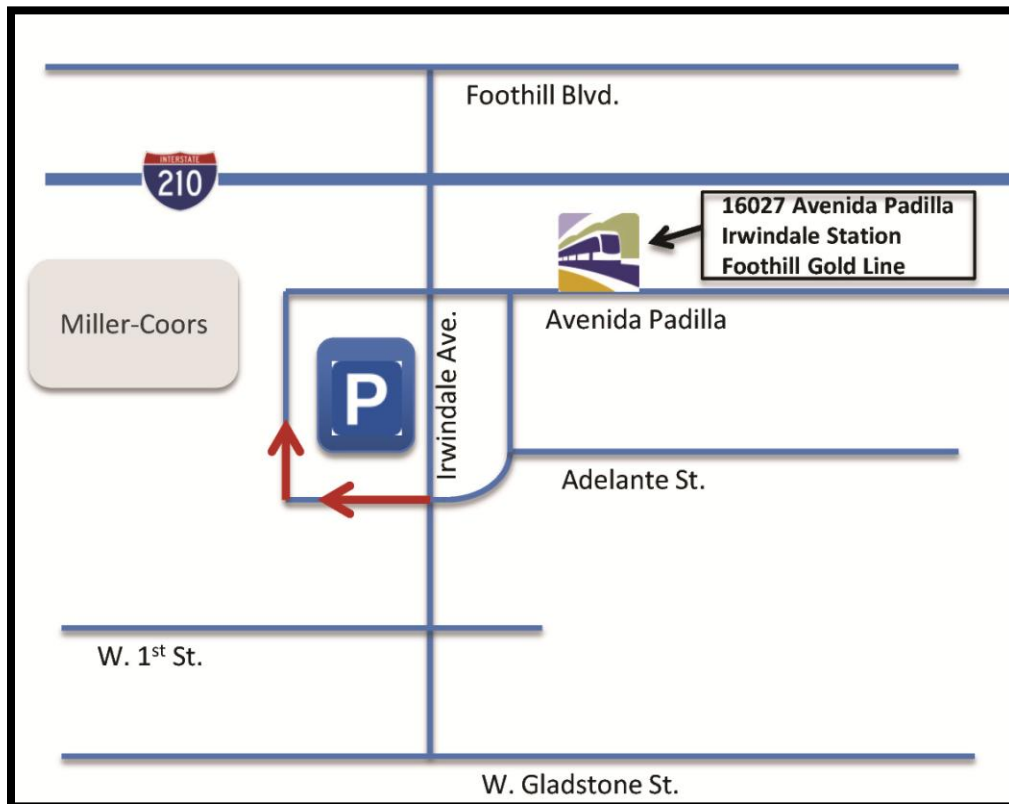 Foothill Blvd.
INTERSTATE
210
16027 Avenida Padilla
Irwindale Station
Foothill Gold Line
Miller-Coors
Avenida Padilla
P
Irwindale Ave.
Adelante St.
W. 1st St.
W. Gladstone St.